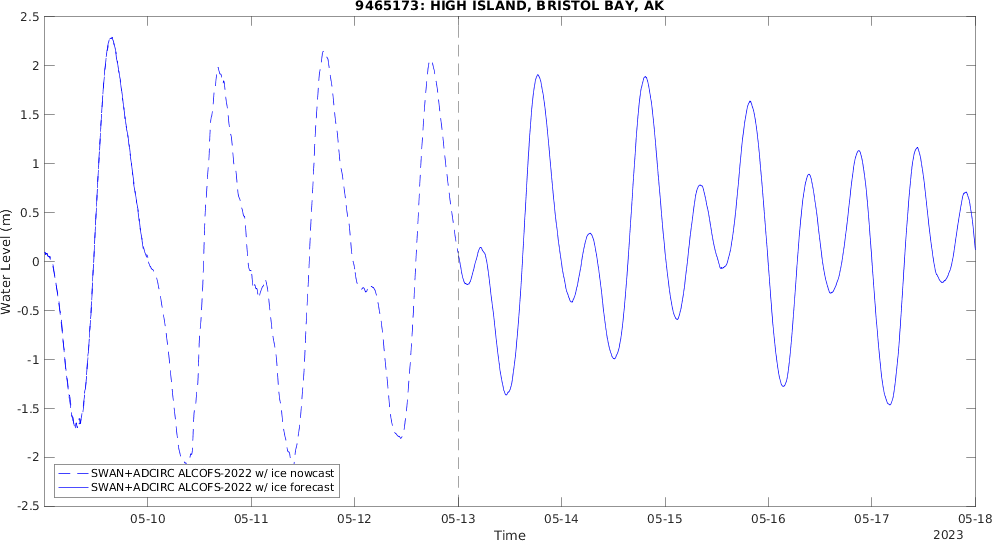 9465173: HIGH ISLAND, BRISTOL BAY, AK
2.5
2
1.5
1
0.5
0
-0.5
-1
-1.5
-2
-2.5
Water Level (m)
SWAN+ADCIRC ALCOFS-2022 w/ ice nowcast
SWAN+ADCIRC ALCOFS-2022 w/ ice forecast
05-10 05-11 05-12 05-13 05-14 05-15 05-16 05-17 05-18
Time
2023